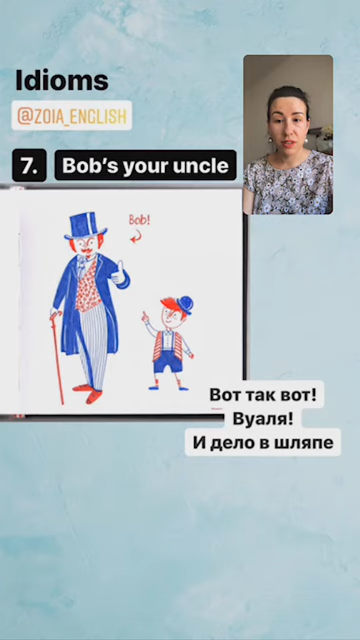 Idioms
@ZOIA_ENGLISH
7. Bob's your uncle
Bob!
Вот так вот!
Вуаля!
И дело в шляпе